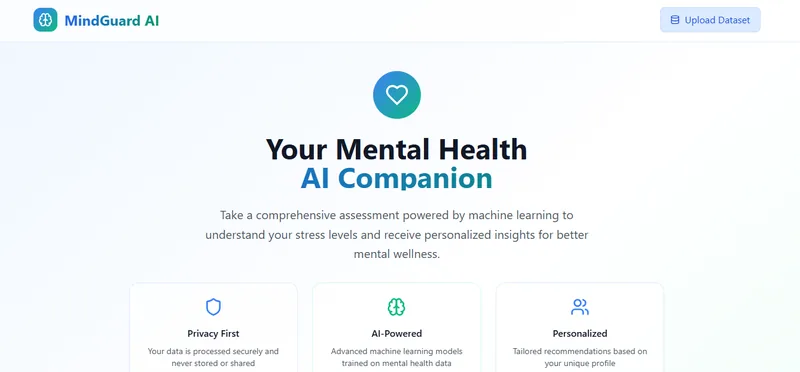 MindGuard AI
Upload Dataset
Your Mental Health
AI Companion
Take a comprehensive assessment powered by machine learning to
understand your stress levels and receive personalized insights for better
mental wellness.
Privacy First
Your data is processed securely and
never stored or shared
AI-Powered
Advanced machine learning models
trained on mental health data
Personalized
Tailored recommendations based on
your unique profile